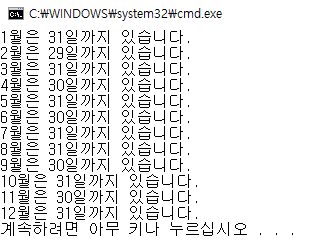 C:₩WINDOWS₩system32₩cmd.exe
1월은 31일까지 있습니다.
2월은 29일까지 있습니다.
3월은 31일까지 있습니다.
4월은 30일까지 있습니다.
5월은 31일까지 있습니다.
6월은 30일까지 있습니다.
7월은 31일까지 있습니다.
8월은 31일까지 있습니다.
9월은 30일까지 있습니다.
10월은 31일까지 있습니다.
11월은 30일까지 있습니다.
12월은 31일까지 있습니다.
계속하려면 아무 키나 누르십시오 . . .